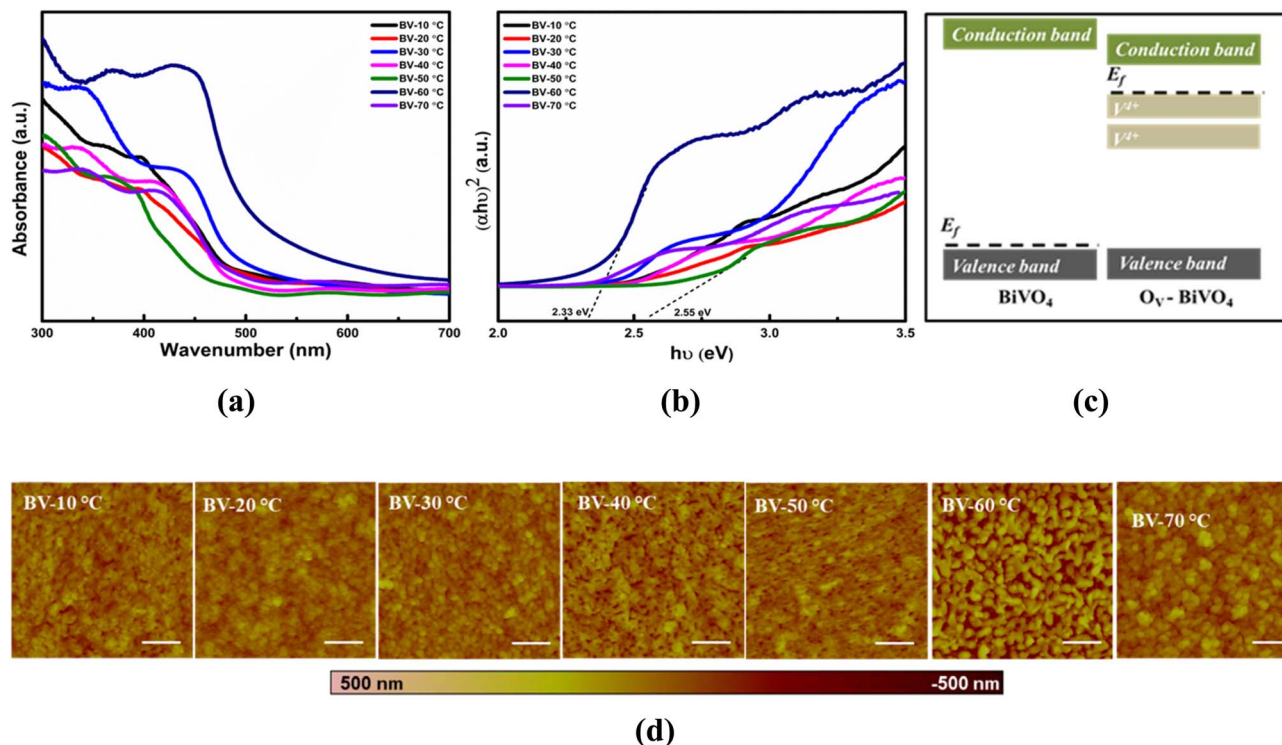 BV-10 °C
BV-20 °C
BV-30 °C
BV-40 °C
BV-50 °C
BV-60 °C
BV-70 °C
Absorbance (a.u.)
300 400 500 600 700
Wavenumber (nm)
(a)
BV-10 °C
BV-20 °C
BV-30 °C
BV-40 °C
BV-50 °C
BV-60 °C
BV-70 °C
(αhυ)² (a.u.)
2.33 eV 2.55 eV
2.0 2.5 3.0 3.5
hυ (eV)
(b)
Conduction band
Conduction band
E_f
V⁴⁺
V⁴⁺
E_f
Valence band
Valence band
BiVO₄
O_V - BiVO₄
(c)
BV-10 °C
BV-20 °C
BV-30 °C
BV-40 °C
BV-50 °C
BV-60 °C
BV-70 °C
500 nm -500 nm
(d)